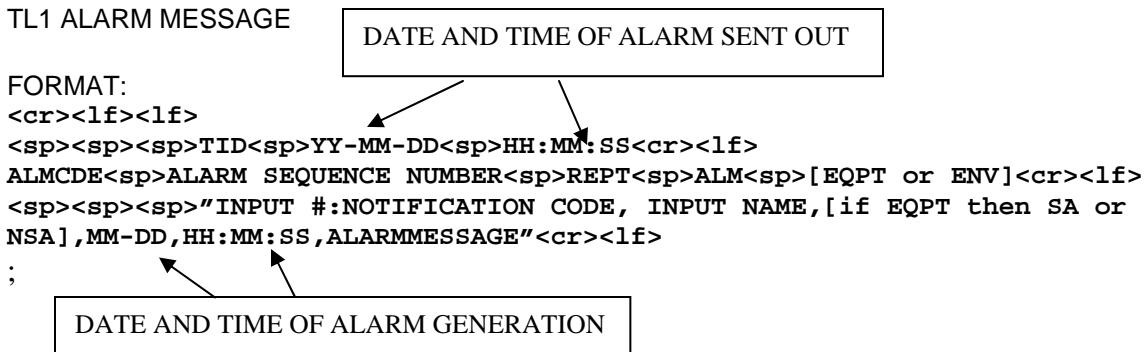 TL1 ALARM MESSAGE
DATE AND TIME OF ALARM SENT OUT
FORMAT:
<cr><lf><lf>
<sp><sp><sp>TID<sp>YY-MM-DD<sp>HH:MM:SS<cr><lf>
ALMCDE<sp>ALARM SEQUENCE NUMBER<sp>REPT<sp>ALM<sp>[EQPT or ENV]<cr><lf>
<sp><sp><sp>”INPUT #:NOTIFICATION CODE, INPUT NAME,[if EQPT then SA or
NSA],MM-DD,HH:MM:SS,ALARMMESSAGE”<cr><lf>
;
DATE AND TIME OF ALARM GENERATION